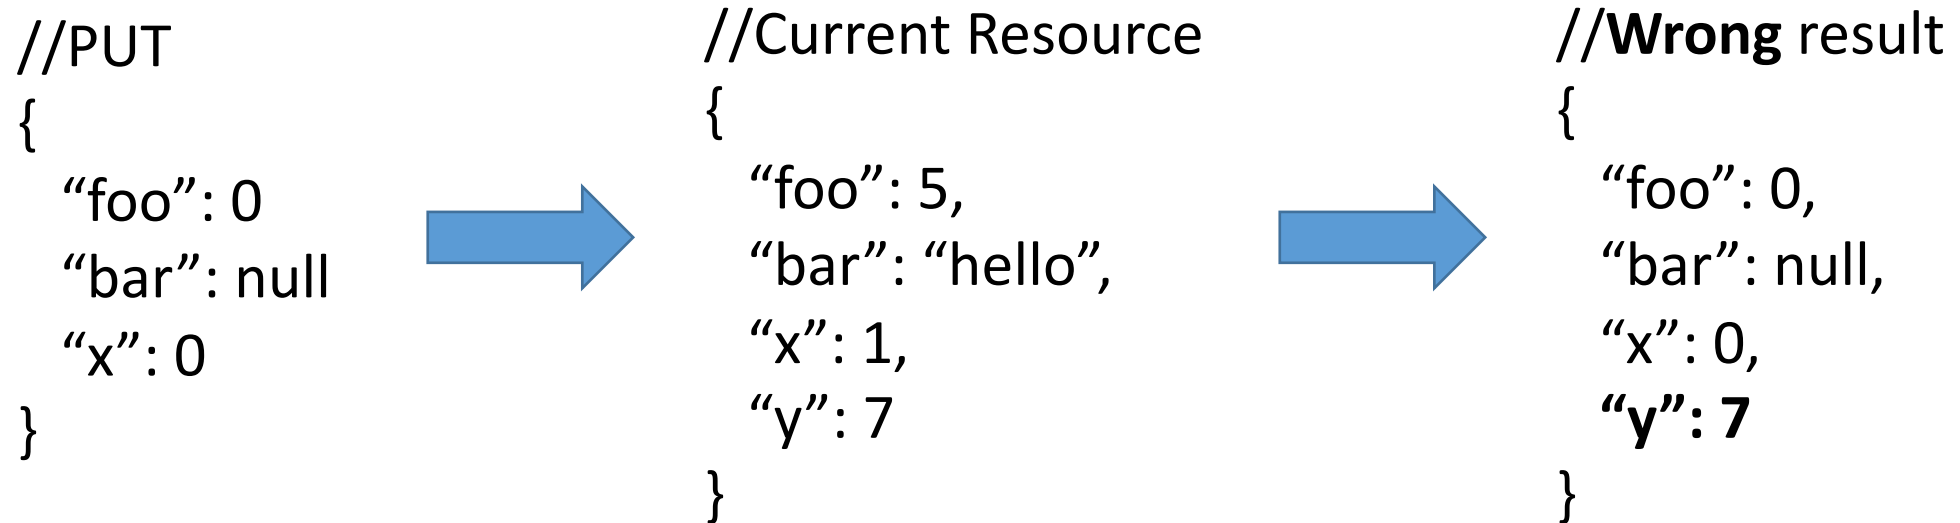 //PUT
{
“foo”: 0
“bar”: null
“x”: 0
}
//Current Resource
{
“foo”: 5,
“bar”: “hello”,
“x”: 1,
“y”: 7
}
//Wrong result
{
“foo”: 0,
“bar”: null,
“x”: 0,
“y”: 7
}